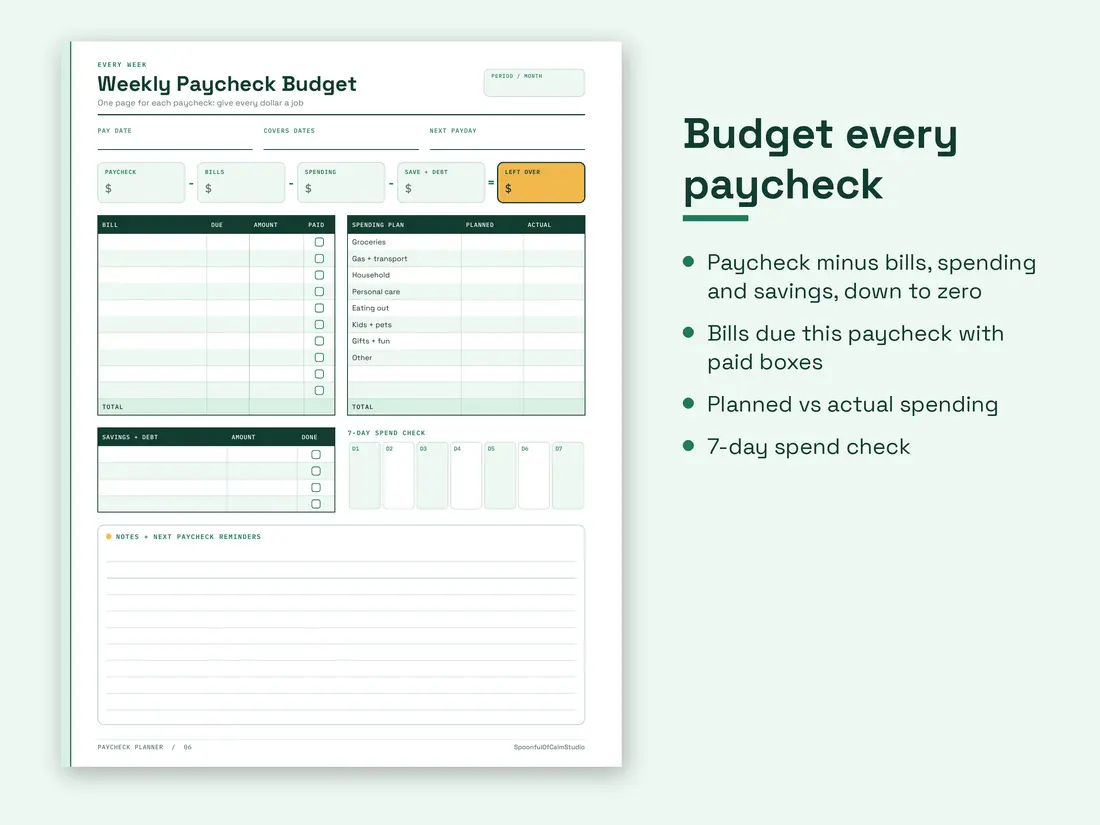 EVERY WEEK
Weekly Paycheck Budget
One page for each paycheck: give every dollar a job
PERIOD / MONTH
PAY DATE
COVERS DATES
NEXT PAYDAY
PAYCHECK
$
-
BILLS
$
-
SPENDING
$
-
SAVE + DEBT
$
=
LEFT OVER
$
BILL DUE AMOUNT PAID
TOTAL
SPENDING PLAN PLANNED ACTUAL
Groceries
Gas + transport
Household
Personal care
Eating out
Kids + pets
Gifts + fun
Other
TOTAL
SAVINGS + DEBT AMOUNT DONE
7-DAY SPEND CHECK
D1 D2 D3 D4 D5 D6 D7
NOTES + NEXT PAYCHECK REMINDERS
PAYCHECK PLANNER / 06
SpoonfulOfCalmStudio
Budget every
paycheck
Paycheck minus bills, spending
and savings, down to zero
Bills due this paycheck with
paid boxes
Planned vs actual spending
7-day spend check